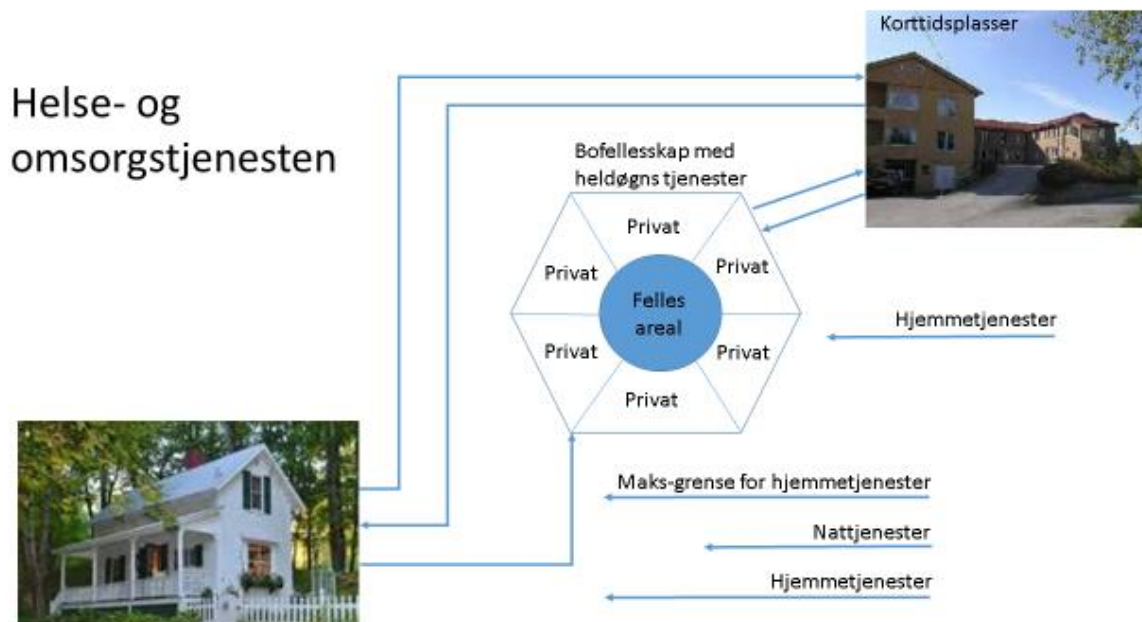 Helse- og
omsorgstjenesten
Korttidsplasser
Bofellesskap med
heldøgns tjenester
Privat
Privat
Privat
Felles
areal
Privat
Privat
Privat
Hjemmetjenester
Maks-grense for hjemmetjenester
Nattjenester
Hjemmetjenester